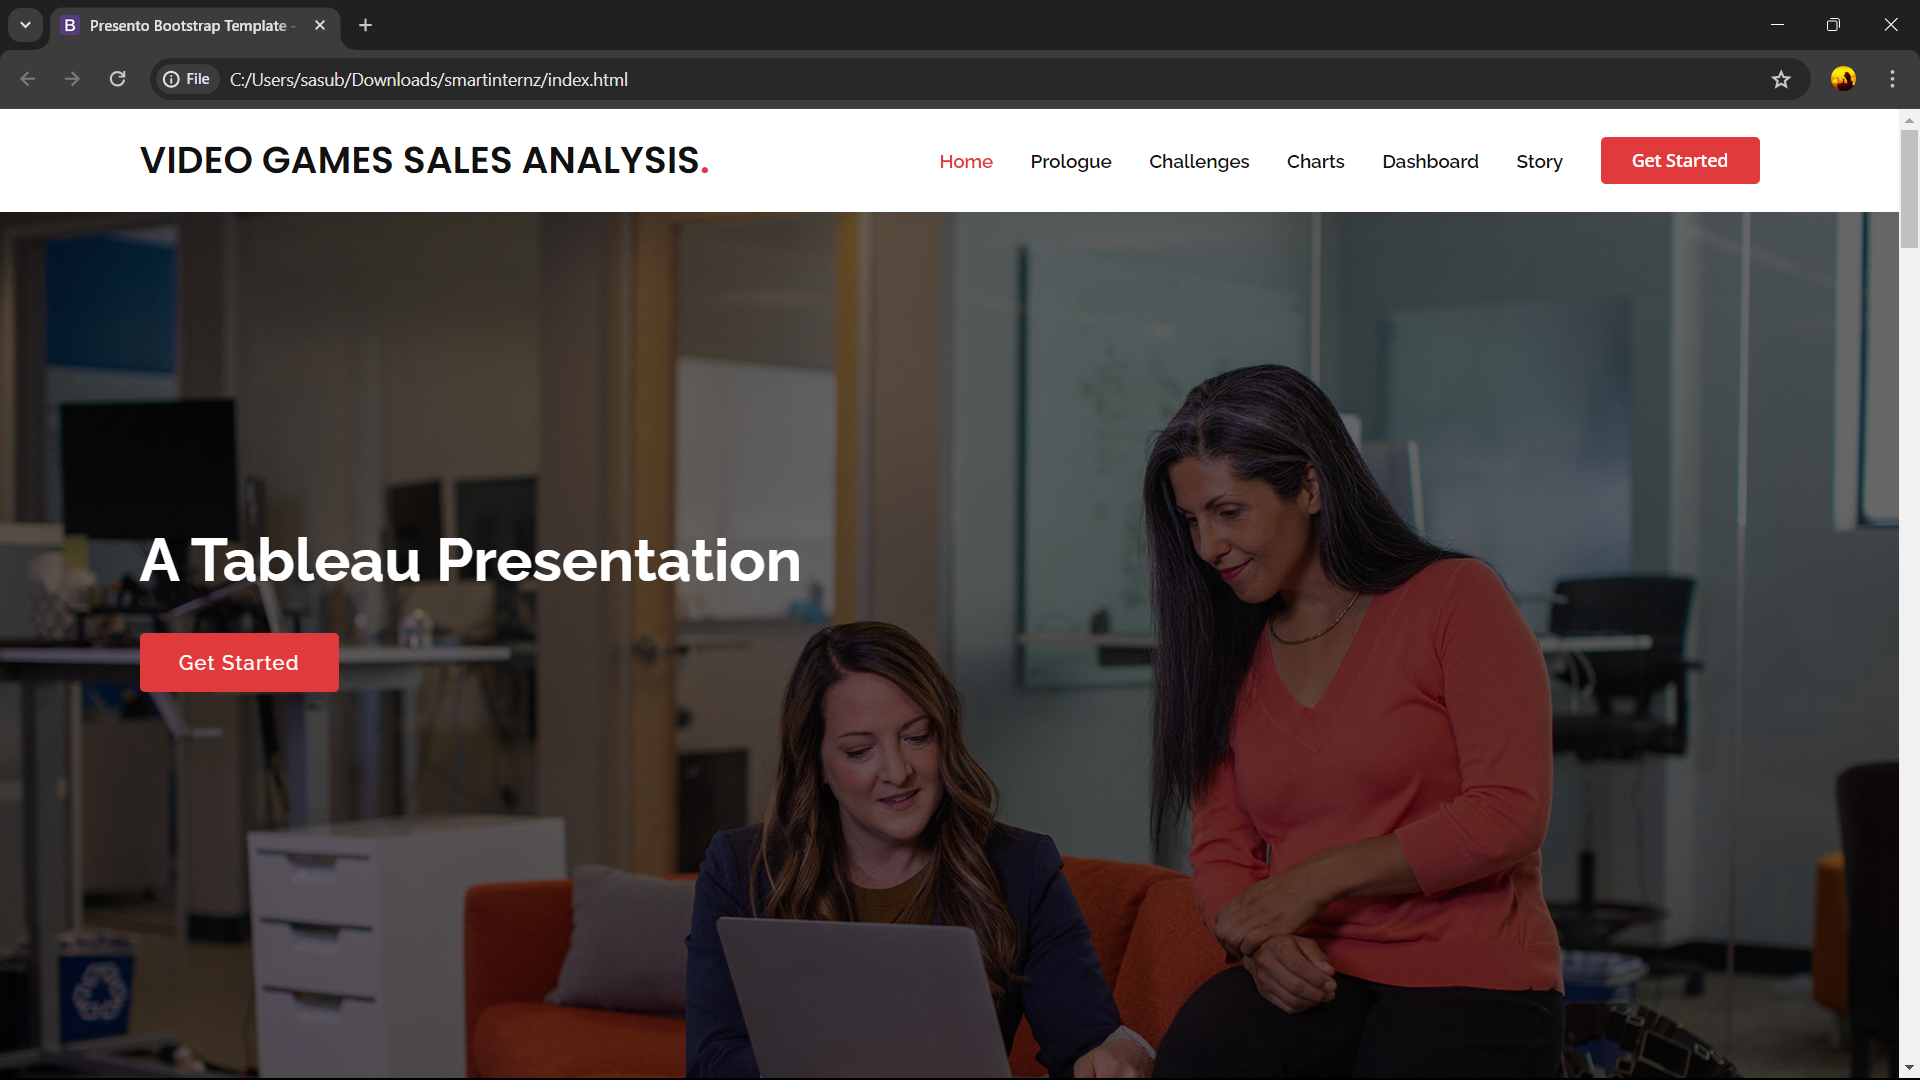 Presento Bootstrap Template -
File C:/Users/sasub/Downloads/smartinternz/index.html
VIDEO GAMES SALES ANALYSIS.
Home Prologue Challenges Charts Dashboard Story Get Started
A Tableau Presentation
Get Started